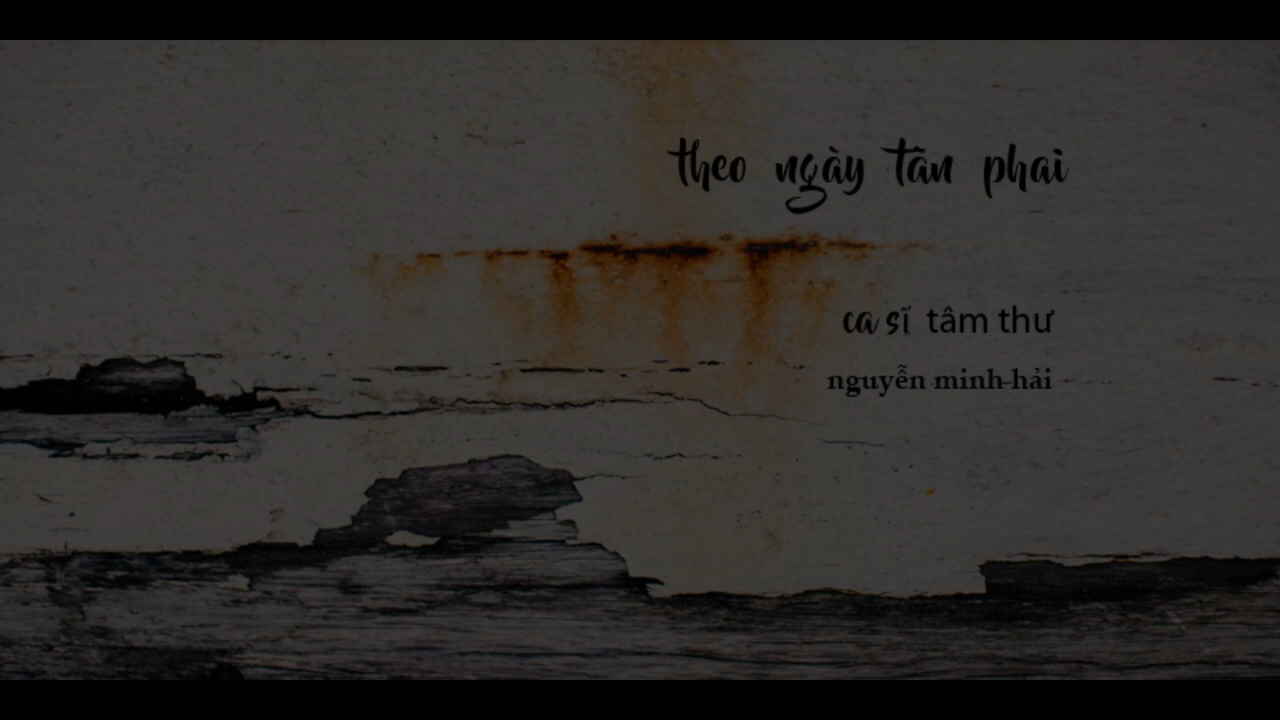 theo ngày tàn phai
ca sĩ tâm thư
nguyễn minh hải